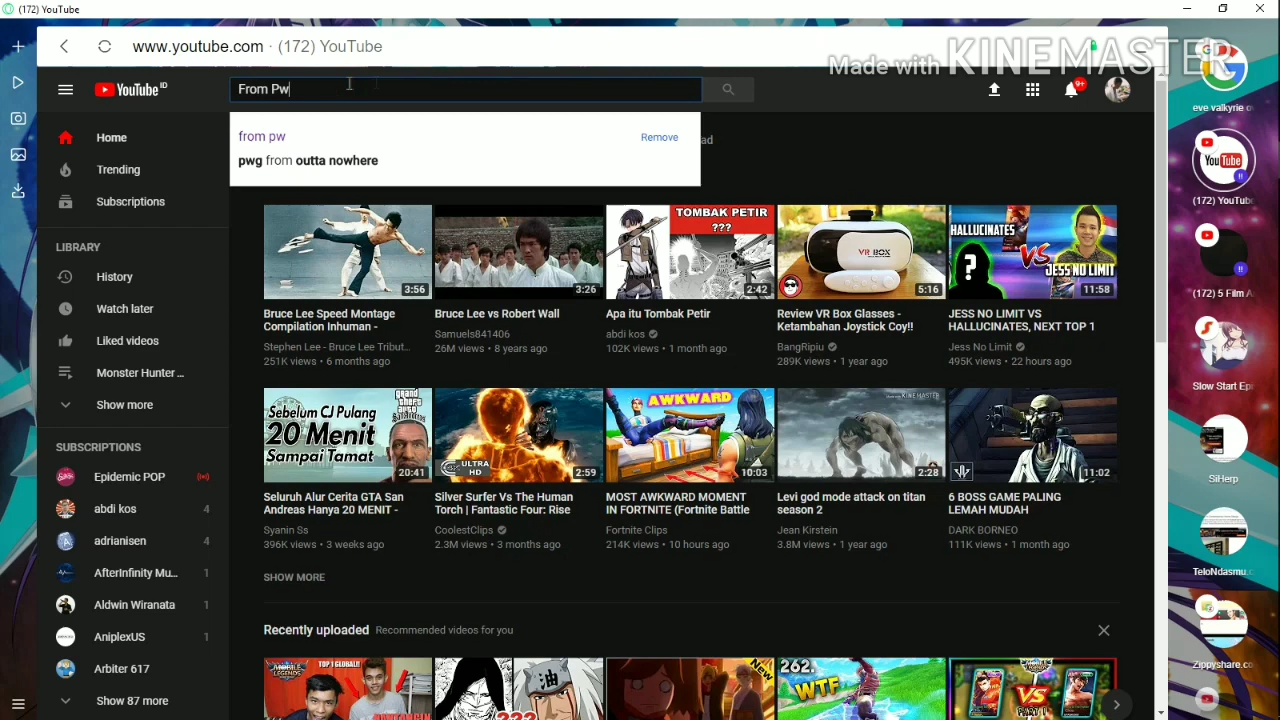 (172) YouTube
www.youtube.com · (172) YouTube
Made with KINEMASTER
YouTube ID
From Pw
9+
from pw
Remove
pwg from outta nowhere
Home
Trending
Subscriptions
LIBRARY
History
Watch later
Liked videos
Monster Hunter ...
Show more
SUBSCRIPTIONS
Epidemic POP
abdi kos 4
adrianisen 4
AfterInfinity Mu... 1
Aldwin Wiranata 1
AniplexUS 1
Arbiter 617
Show 87 more
3:56
Bruce Lee Speed Montage
Compilation Inhuman -
Stephen Lee - Bruce Lee Tribut...
251K views • 6 months ago
3:26
Bruce Lee vs Robert Wall
Samuels841406
26M views • 8 years ago
TOMBAK PETIR
???
2:42
Apa itu Tombak Petir
abdi kos
102K views • 1 month ago
VR BOX
5:16
Review VR Box Glasses -
Ketambahan Joystick Coy!!
BangRipiu
289K views • 1 year ago
HALLUCINATES
VS
JESS NO LIMIT
11:58
JESS NO LIMIT VS
HALLUCINATES, NEXT TOP 1
Jess No Limit
495K views • 22 hours ago
Sebelum CJ Pulang
20 Menit
Sampai Tamat
grand theft auto
20:41
Seluruh Alur Cerita GTA San
Andreas Hanya 20 MENIT -
Syanin Ss
396K views • 3 weeks ago
ULTRA
HD
2:59
Silver Surfer Vs The Human
Torch | Fantastic Four: Rise
CoolestClips
2.3M views • 3 months ago
AWKWARD
10:03
MOST AWKWARD MOMENT
IN FORTNITE (Fortnite Battle
Fortnite Clips
214K views • 10 hours ago
Made with KINEMASTER
2:28
Levi god mode attack on titan
season 2
Jean Kirstein
3.8M views • 1 year ago
11:02
6 BOSS GAME PALING
LEMAH MUDAH
DARK BORNEO
111K views • 1 month ago
SHOW MORE
Recently uploaded Recommended videos for you
TOP 1 GLOBAL!!
???
NEW
262.
WTF
VS
eve valkyrie o
YouTube
(172) YouTub
(172) 5 Film A
Slow Start Ep
SiHerp
TeloNdasmu.c
Zippyshare.co